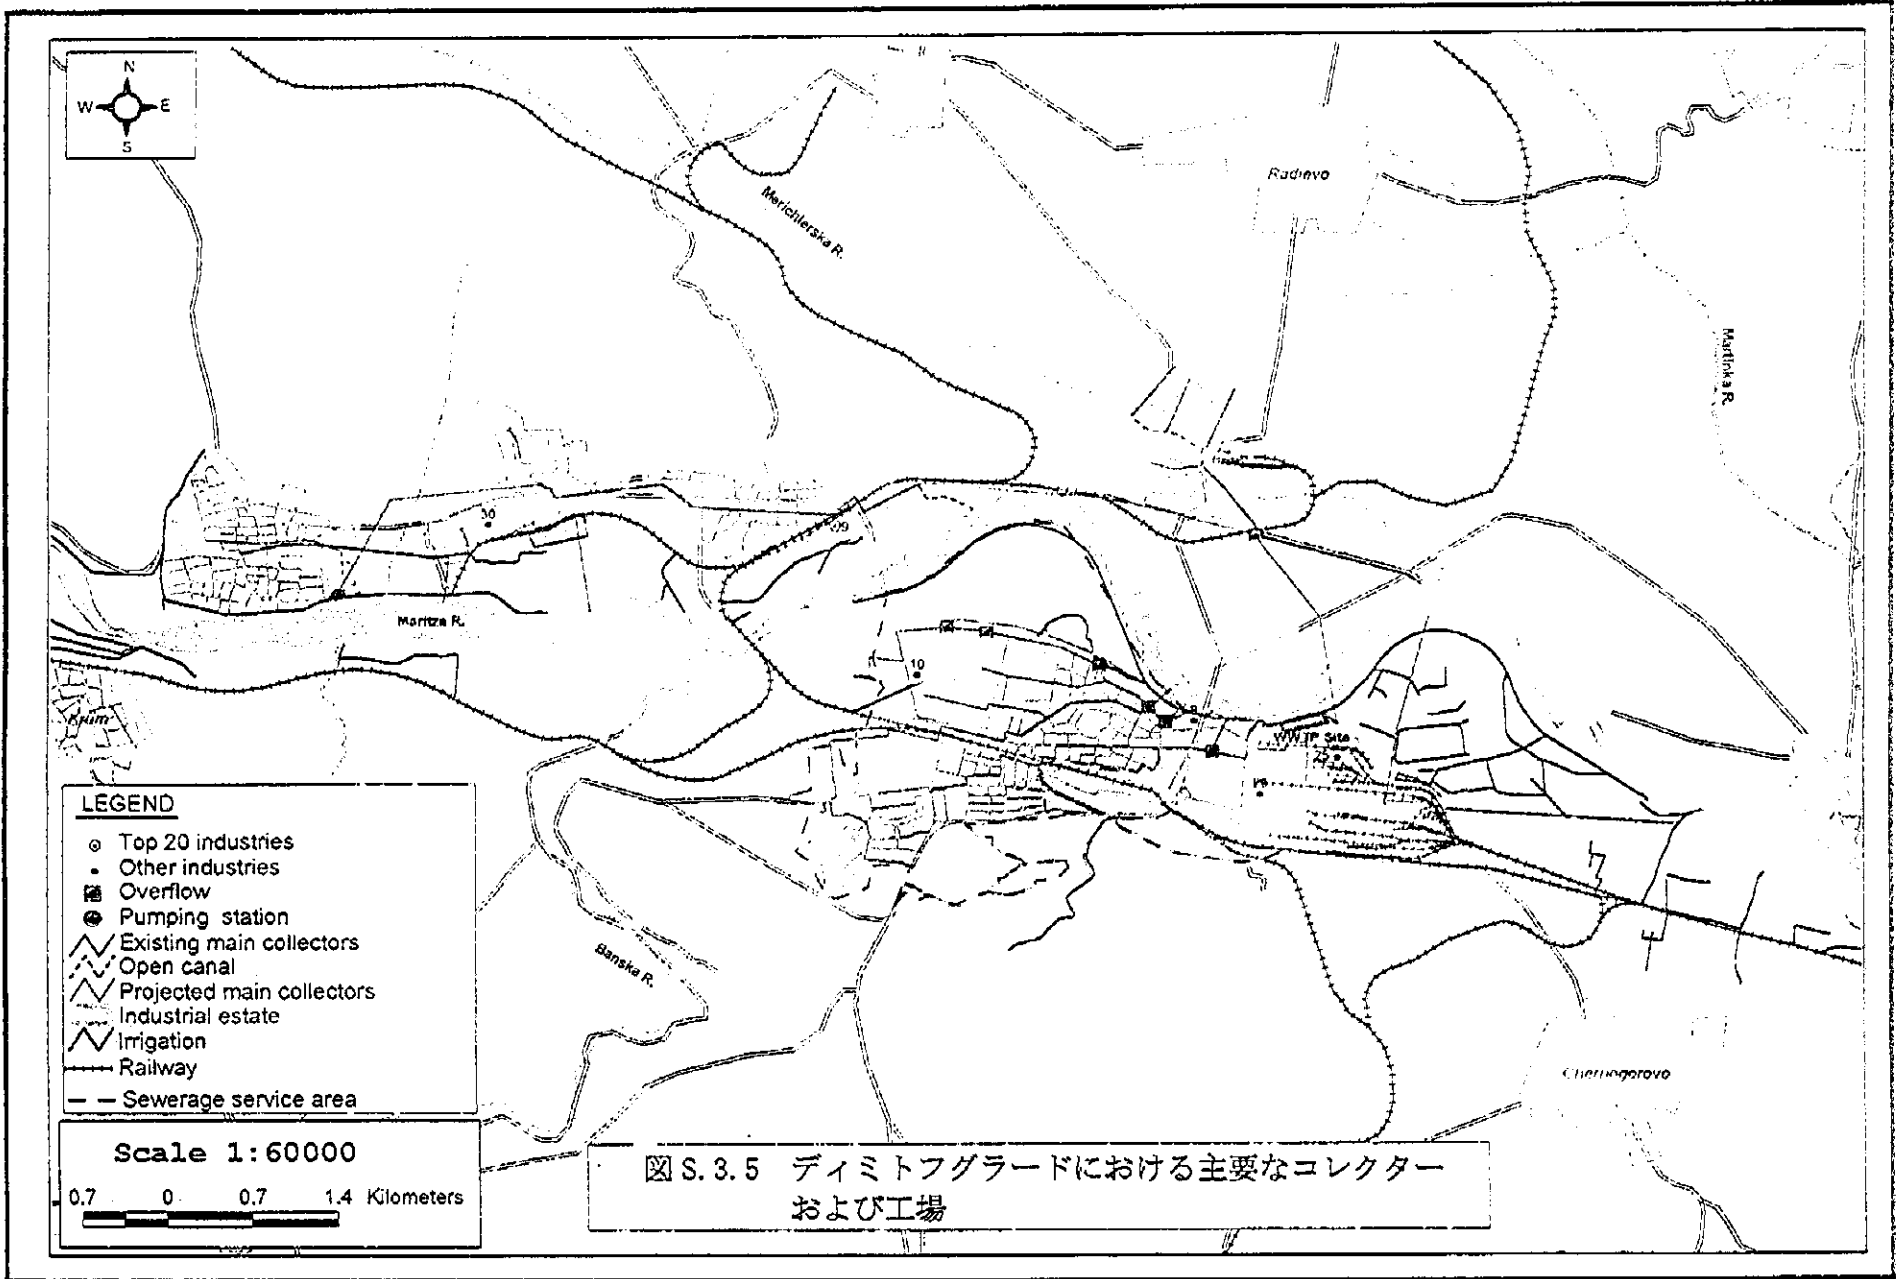 N
W E
S
Merichlerska R.
Radievo
Martinka R.
30
Maritza R.
10
Krum
WWTP Site
22
Banska R.
Chernogorovo
LEGEND
Top 20 industries
Other industries
Overflow
Pumping station
Existing main collectors
Open canal
Projected main collectors
Industrial estate
Irrigation
Railway
Sewerage service area
Scale 1:60000
0.7 0 0.7 1.4 Kilometers
図 S.3.5 ディミトフグラードにおける主要なコレクター
および工場